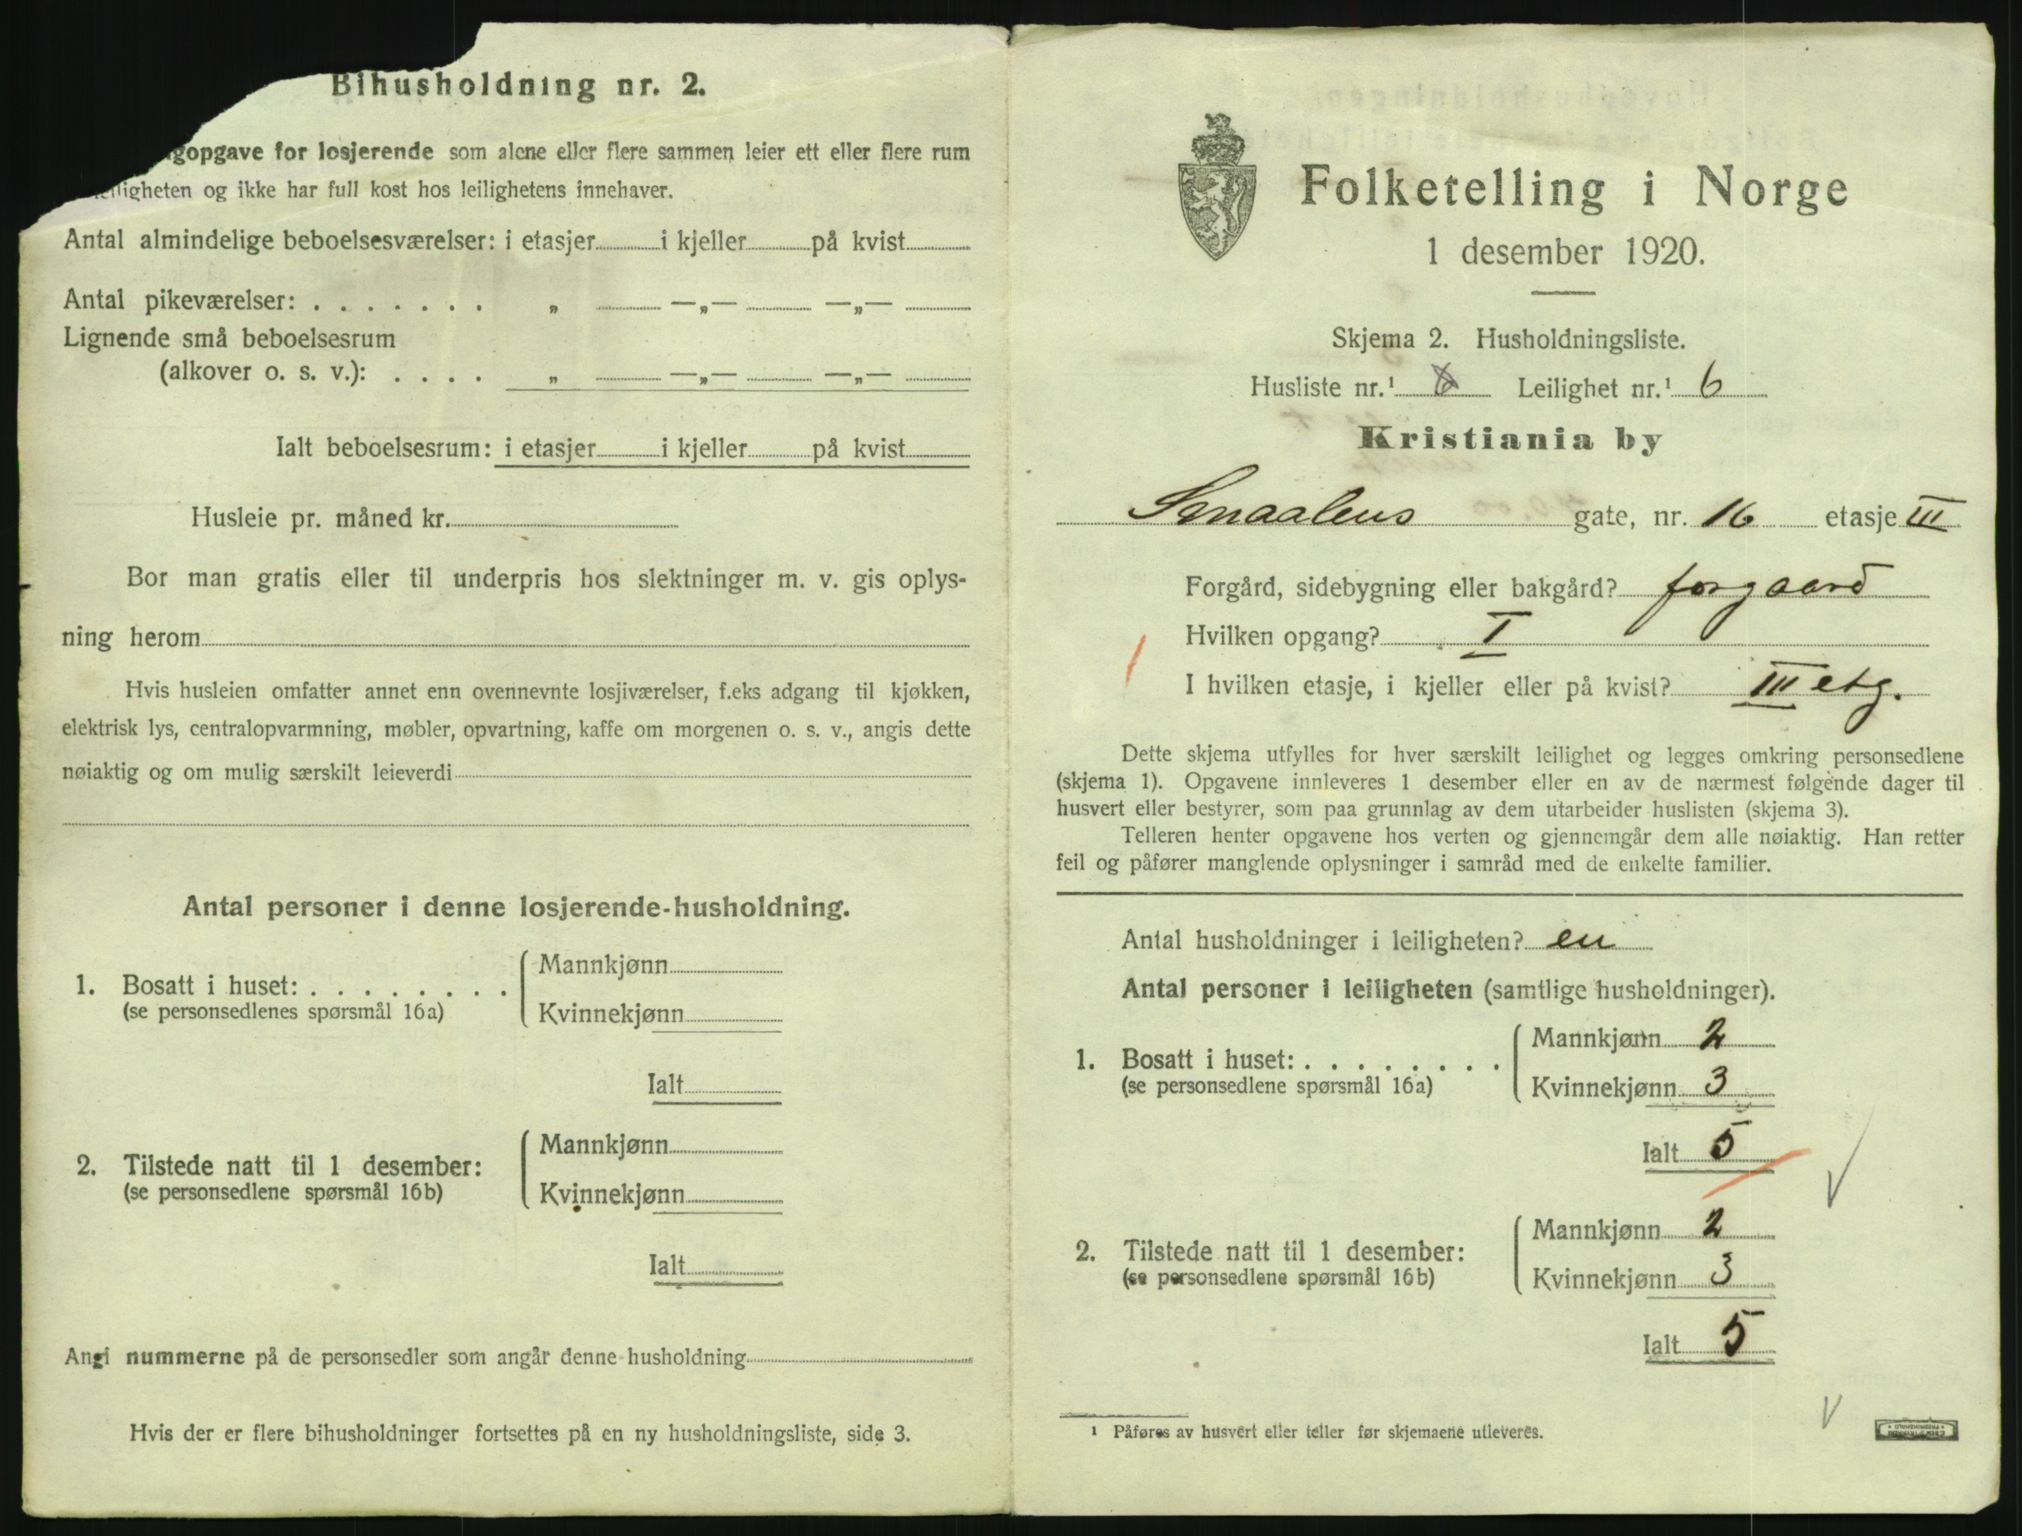 Bihusholdning nr. 2.
gopgave for losjerende som alene eller flere sammen leier ett eller flere rum
ligheten og ikke har full kost hos leilighetens innehaver.
Antal almindelige beboelsesværelser: i etasjer i kjeller på kvist
Antal pikeværelser: . . . . . . . „ —„— —„—
Lignende små beboelsesrum
(alkover o. s. v.): . . . . „ —„— —„—
Ialt beboelsesrum: i etasjer i kjeller på kvist
Husleie pr. måned kr.
Bor man gratis eller til underpris hos slektninger m. v. gis oplys-
ning herom
Hvis husleien omfatter annet enn ovennevnte losjiværelser, f.eks adgang til kjøkken,
elektrisk lys, centralopvarmning, møbler, opvartning, kaffe om morgenen o. s. v., angis dette
nøiaktig og om mulig særskilt leieverdi
Antal personer i denne losjerende-husholdning.
1. Bosatt i huset: . . . . . . . .
(se personsedlenes spørsmål 16a)
Mannkjønn
Kvinnekjønn
Ialt
2. Tilstede natt til 1 desember:
(se personsedlene spørsmål 16b)
Mannkjønn
Kvinnekjønn
Ialt
Angi nummerne på de personsedler som angår denne husholdning
Hvis der er flere bihusholdninger fortsettes på en ny husholdningsliste, side 3.
Folketelling i Norge
1 desember 1920.
Skjema 2. Husholdningsliste.
Husliste nr.¹ Leilighet nr.¹ 6
Kristiania by
Smaalens gate, nr. 16 etasje III
Forgård, sidebygning eller bakgård? forgaard
Hvilken opgang? I
I hvilken etasje, i kjeller eller på kvist? III etg.
Dette skjema utfylles for hver særskilt leilighet og legges omkring personsedlene
(skjema 1). Opgavene innleveres 1 desember eller en av de nærmest følgende dager til
husvert eller bestyrer, som paa grunnlag av dem utarbeider huslisten (skjema 3).
Telleren henter opgavene hos verten og gjennemgår dem alle nøiaktig. Han retter
feil og påfører manglende oplysninger i samråd med de enkelte familier.
Antal husholdninger i leiligheten? en
Antal personer i leiligheten (samtlige husholdninger).
1. Bosatt i huset: . . . . . . . .
(se personsedlene spørsmål 16a)
Mannkjønn 2
Kvinnekjønn 3
Ialt 5
2. Tilstede natt til 1 desember:
(se personsedlene spørsmål 16b)
Mannkjønn 2
Kvinnekjønn 3
Ialt 5
¹ Påføres av husvert eller teller før skjemaene utleveres.